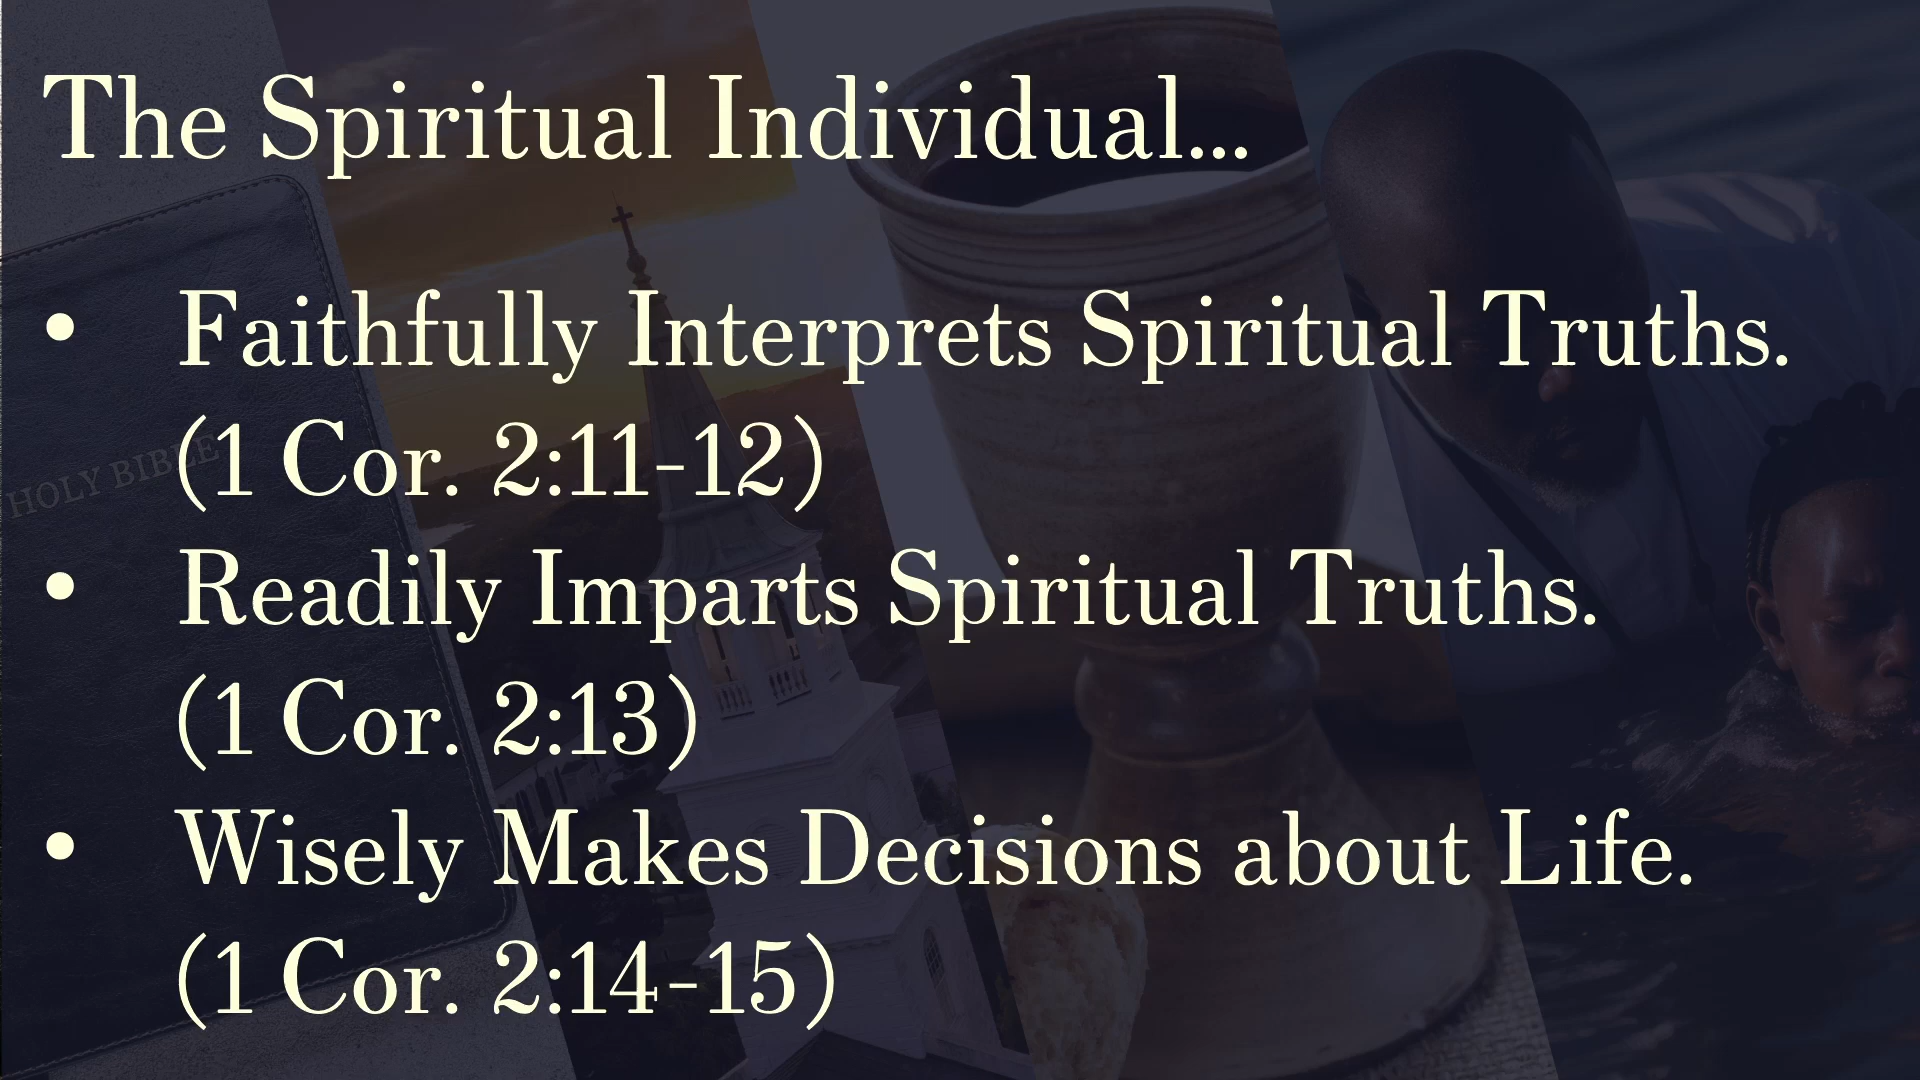 The Spiritual Individual...
• Faithfully Interprets Spiritual Truths.
(1 Cor. 2:11-12)
• Readily Imparts Spiritual Truths.
(1 Cor. 2:13)
• Wisely Makes Decisions about Life.
(1 Cor. 2:14-15)
HOLY BIBLE